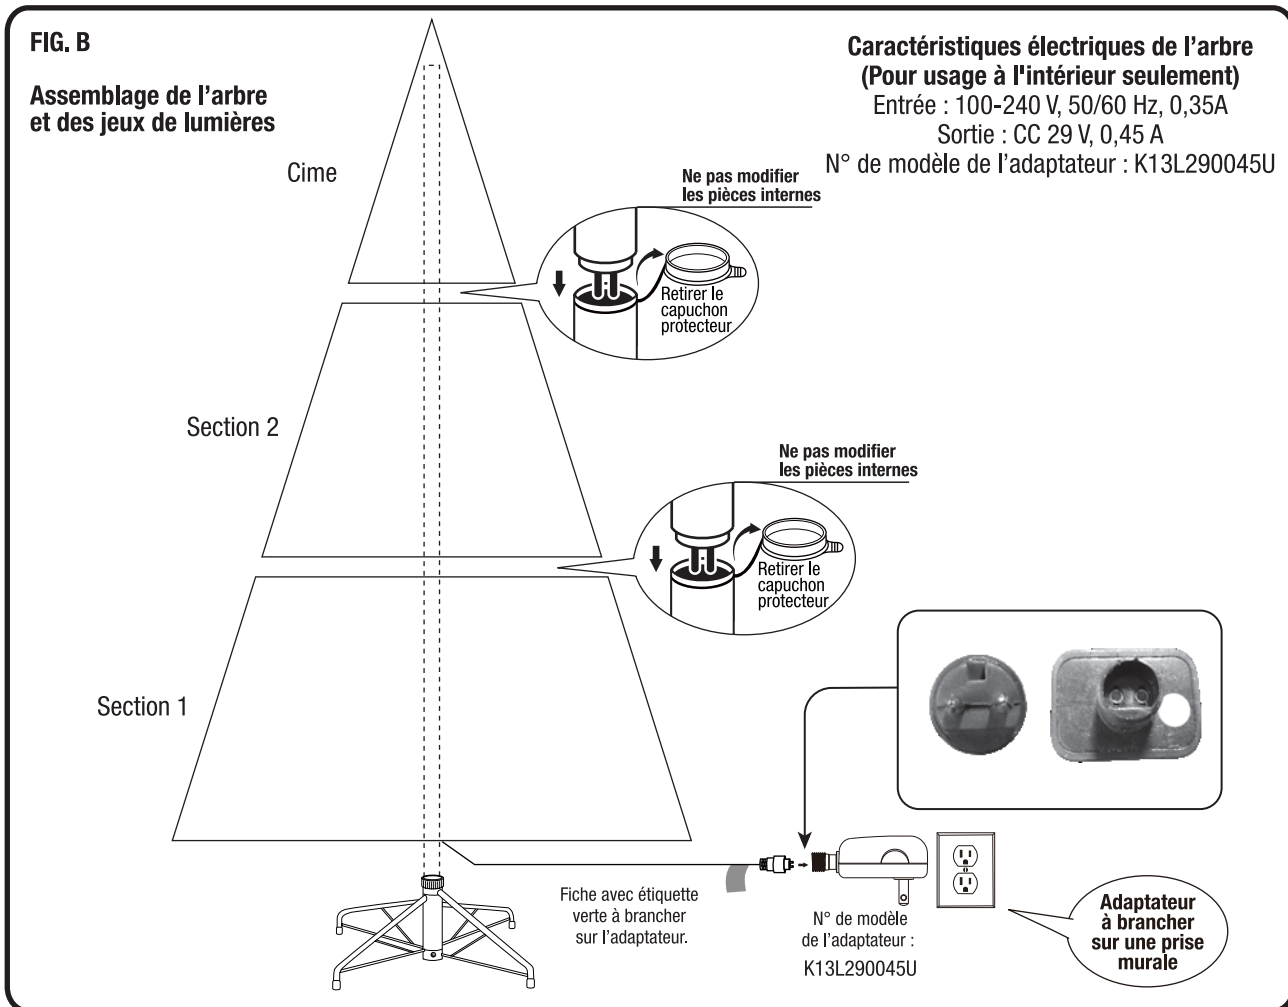 FIG. B
Assemblage de l’arbre
et des jeux de lumières
Caractéristiques électriques de l’arbre
(Pour usage à l'intérieur seulement)
Entrée : 100-240 V, 50/60 Hz, 0,35A
Sortie : CC 29 V, 0,45 A
N° de modèle de l’adaptateur : K13L290045U
Cime
Ne pas modifier
les pièces internes
Retirer le
capuchon
protecteur
Section 2
Ne pas modifier
les pièces internes
Retirer le
capuchon
protecteur
Section 1
Fiche avec étiquette
verte à brancher
sur l’adaptateur.
N° de modèle
de l’adaptateur :
K13L290045U
Adaptateur
à brancher
sur une prise
murale